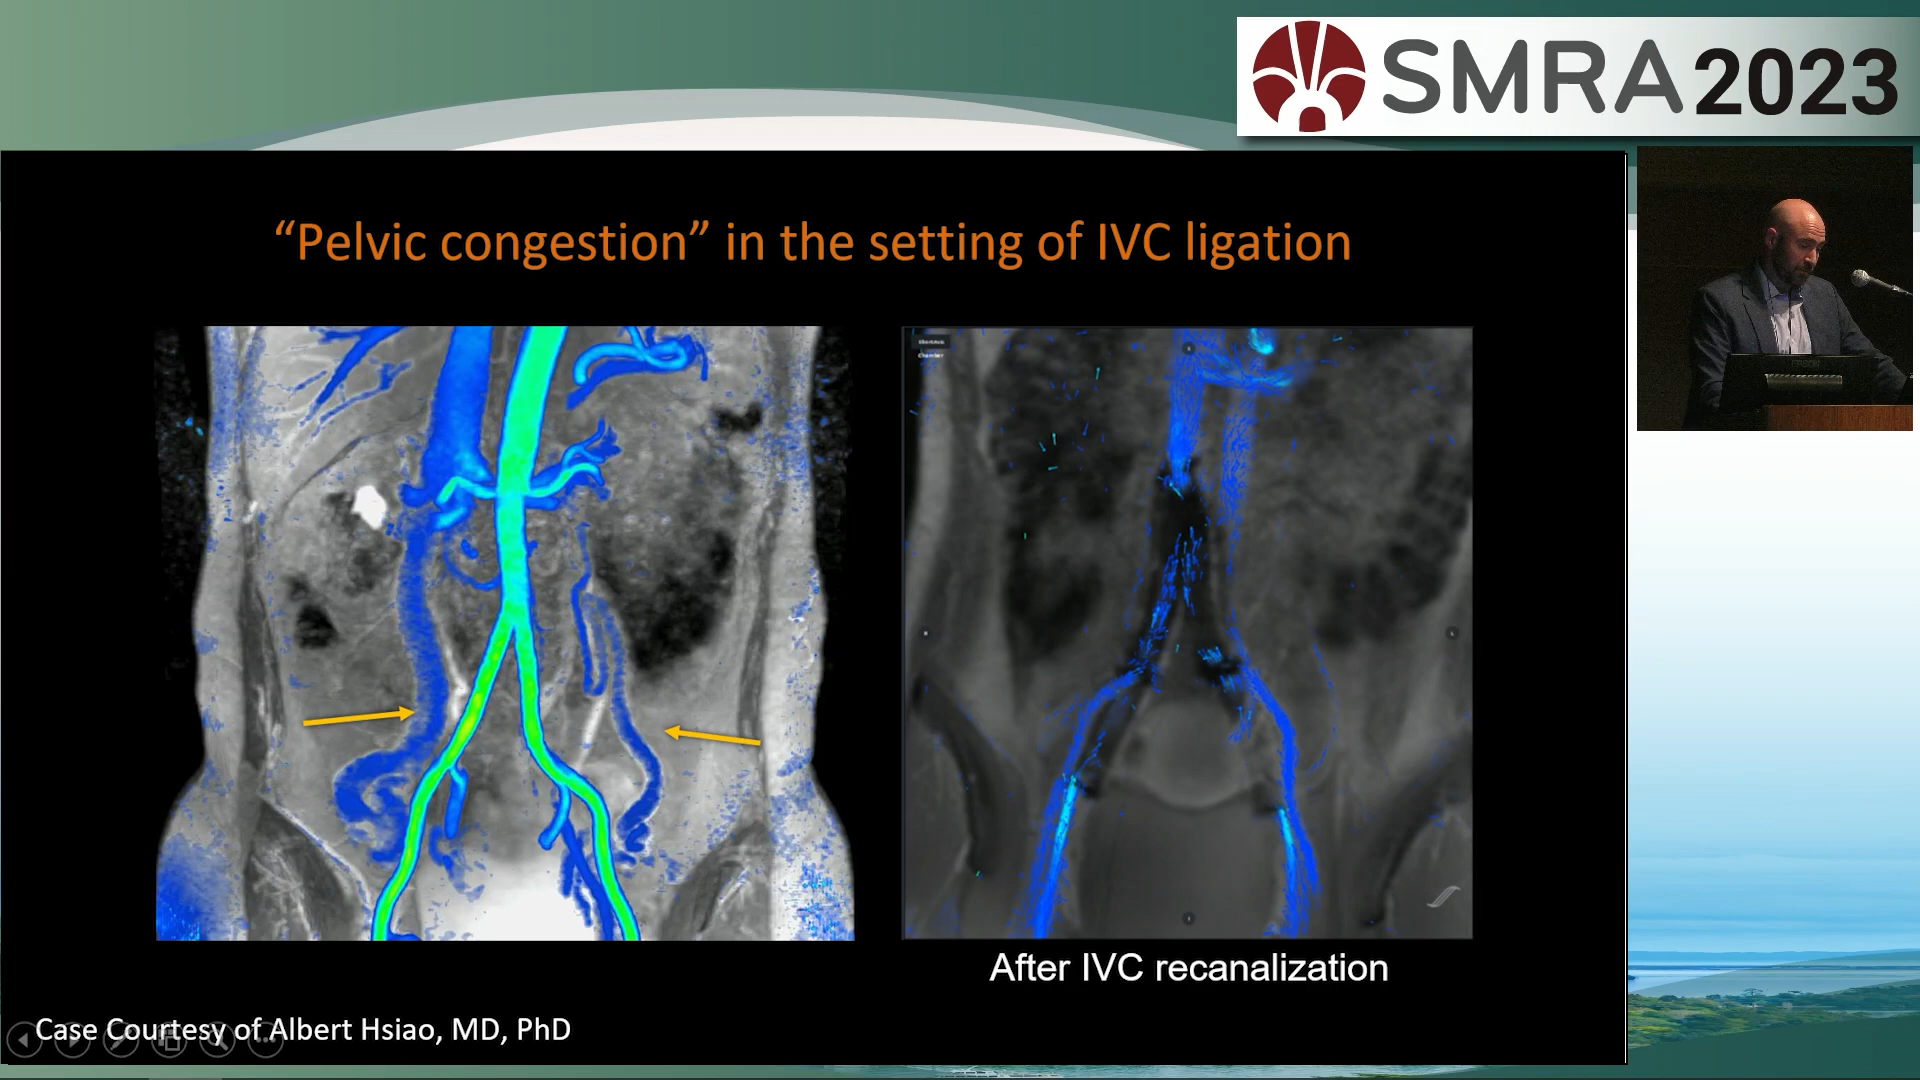 SMRA 2023
“Pelvic congestion” in the setting of IVC ligation
After IVC recanalization
Case Courtesy of Albert Hsiao, MD, PhD